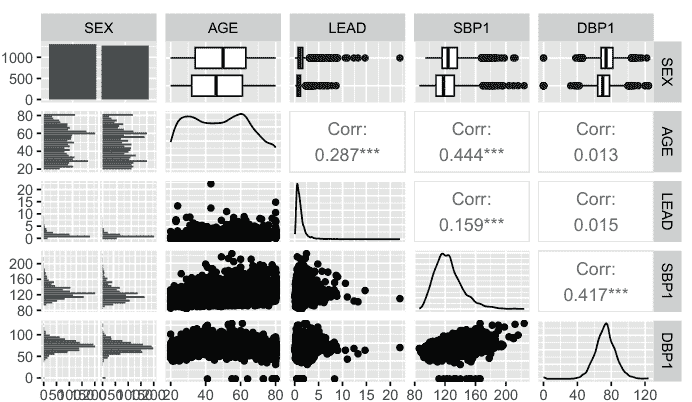 SEX AGE LEAD SBP1 DBP1
1000
500
0
SEX
80
60
40
20
Corr:
0.287***
Corr:
0.444***
Corr:
0.013
AGE
20
15
10
5
0
Corr:
0.159***
Corr:
0.015
LEAD
200
160
120
80
Corr:
0.417***
SBP1
100
50
0
DBP1
20 40 60 80 0 5 10 15 20 80 120 160 200 0 40 80 120